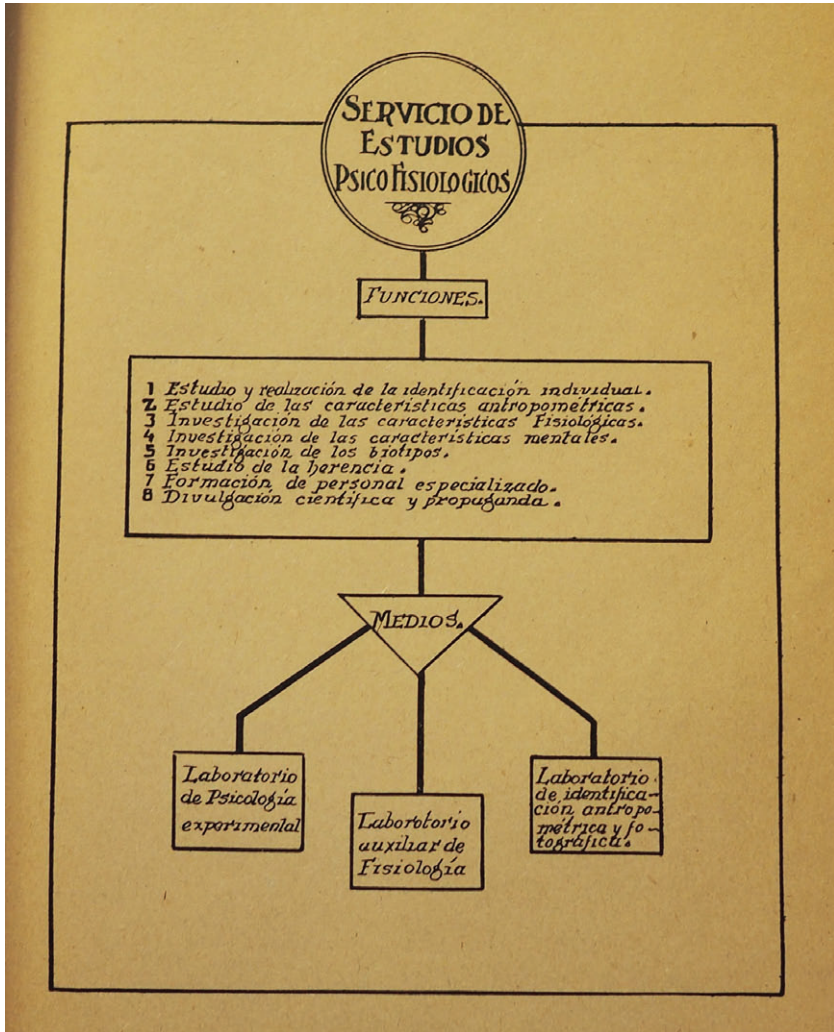 SERVICIO DE
ESTUDIOS
PSICO FISIOLOGICOS
FUNCIONES.
1 Estudio y realización de la identificación individual.
2 Estudio de las características antropométricas.
3 Investigación de las características Fisiológicas.
4 Investigación de las características mentales.
5 Investigación de los biotipos.
6 Estudio de la herencia.
7 Formación de personal especializado.
8 Divulgación científica y propaganda.
MEDIOS.
Laboratorio
de Psicología
experimental
Laborotorio
auxiliar de
Fisiología
Laboratorio
de identifica-
ción antropo-
métrica y fo-
tográfica.